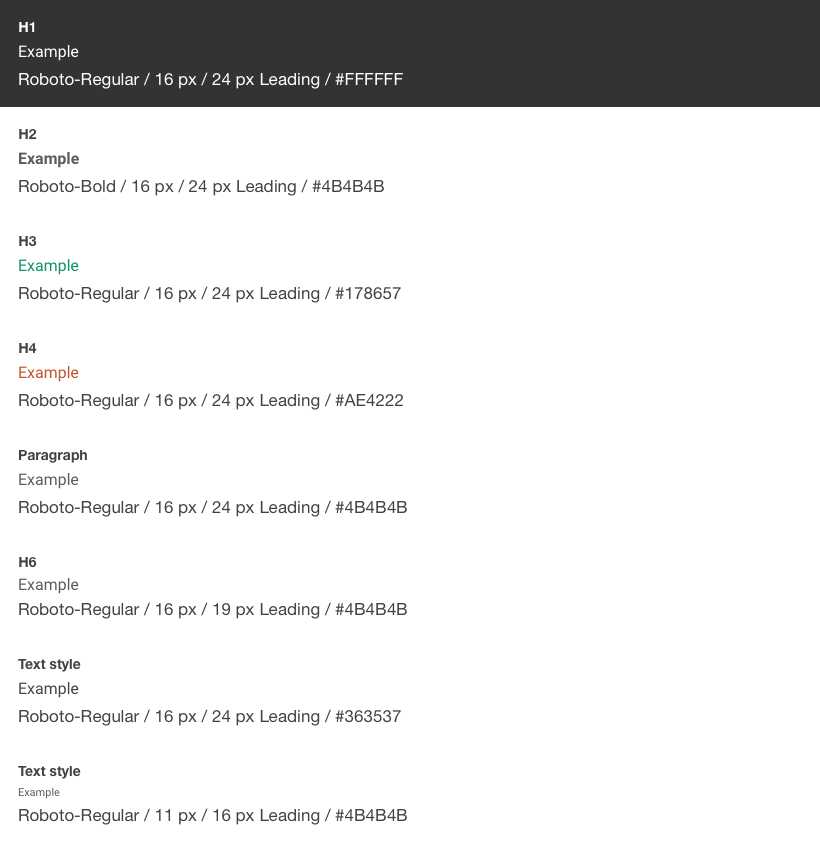 H1
Example
Roboto-Regular / 16 px / 24 px Leading / #FFFFFF
H2
Example
Roboto-Bold / 16 px / 24 px Leading / #4B4B4B
H3
Example
Roboto-Regular / 16 px / 24 px Leading / #178657
H4
Example
Roboto-Regular / 16 px / 24 px Leading / #AE4222
Paragraph
Example
Roboto-Regular / 16 px / 24 px Leading / #4B4B4B
H6
Example
Roboto-Regular / 16 px / 19 px Leading / #4B4B4B
Text style
Example
Roboto-Regular / 16 px / 24 px Leading / #363537
Text style
Example
Roboto-Regular / 11 px / 16 px Leading / #4B4B4B